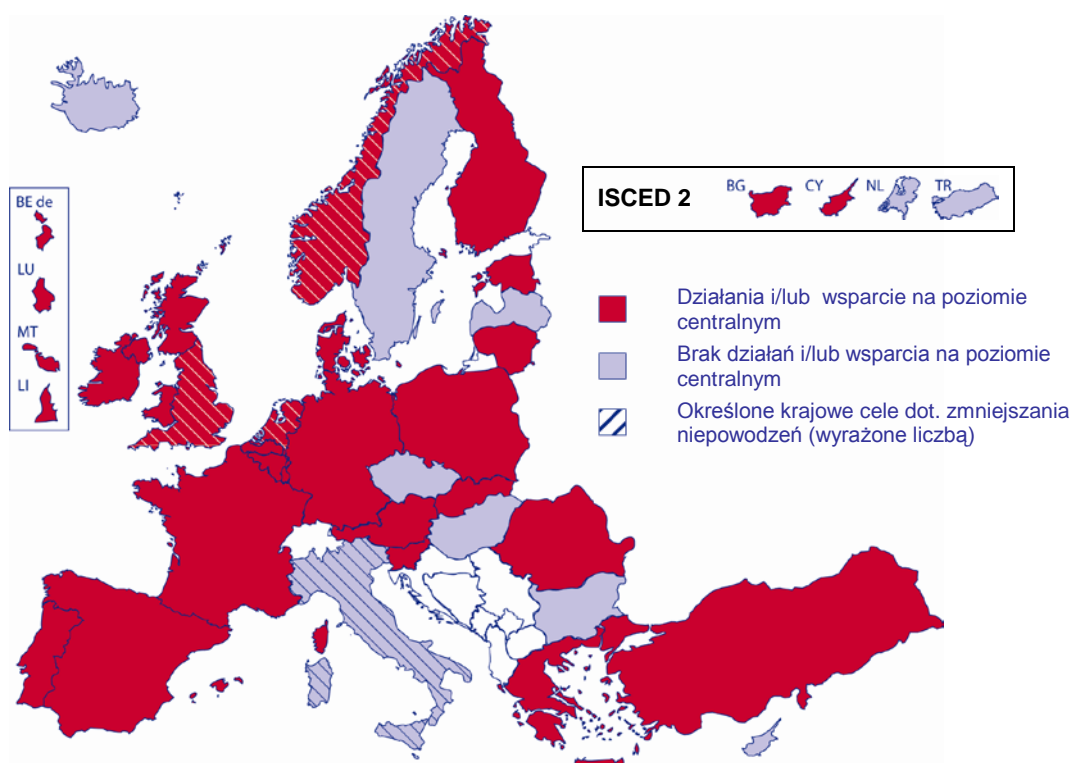 BE de
LU
MT
LI
ISCED 2
BG CY NL TR
Działania i/lub wsparcie na poziomie
centralnym
Brak działań i/lub wsparcia na poziomie
centralnym
Określone krajowe cele dot. zmniejszania
niepowodzeń (wyrażone liczbą)